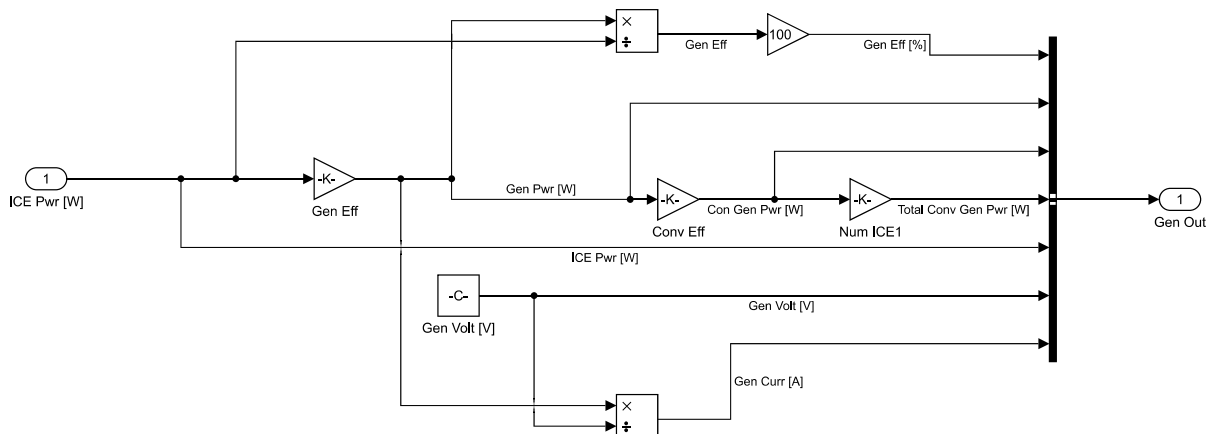 ×
÷
Gen Eff
100
Gen Eff [%]
1
ICE Pwr [W]
-K-
Gen Eff
Gen Pwr [W]
-K-
Conv Eff
Con Gen Pwr [W]
-K-
Num ICE1
Total Conv Gen Pwr [W]
1
Gen Out
ICE Pwr [W]
-C-
Gen Volt [V]
Gen Volt [V]
Gen Curr [A]
×
÷